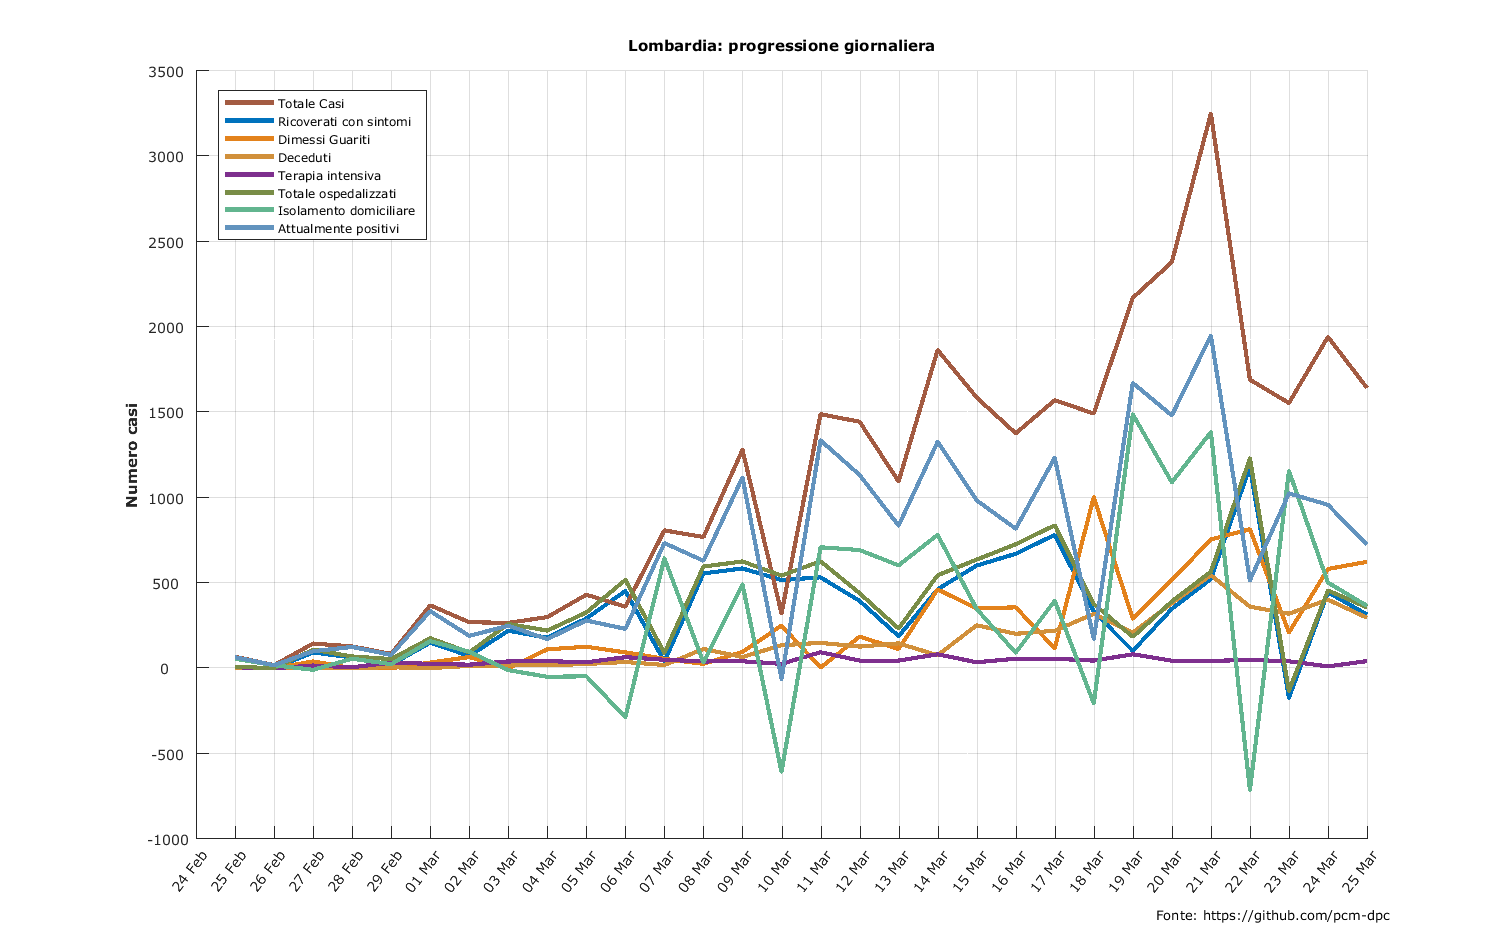 Lombardia: progressione giornaliera
3500
3000
2500
2000
1500
1000
500
0
-500
-1000
Numero casi
Totale Casi
Ricoverati con sintomi
Dimessi Guariti
Deceduti
Terapia intensiva
Totale ospedalizzati
Isolamento domiciliare
Attualmente positivi
24 Feb
25 Feb
26 Feb
27 Feb
28 Feb
29 Feb
01 Mar
02 Mar
03 Mar
04 Mar
05 Mar
06 Mar
07 Mar
08 Mar
09 Mar
10 Mar
11 Mar
12 Mar
13 Mar
14 Mar
15 Mar
16 Mar
17 Mar
18 Mar
19 Mar
20 Mar
21 Mar
22 Mar
23 Mar
24 Mar
25 Mar
Fonte: https://github.com/pcm-dpc